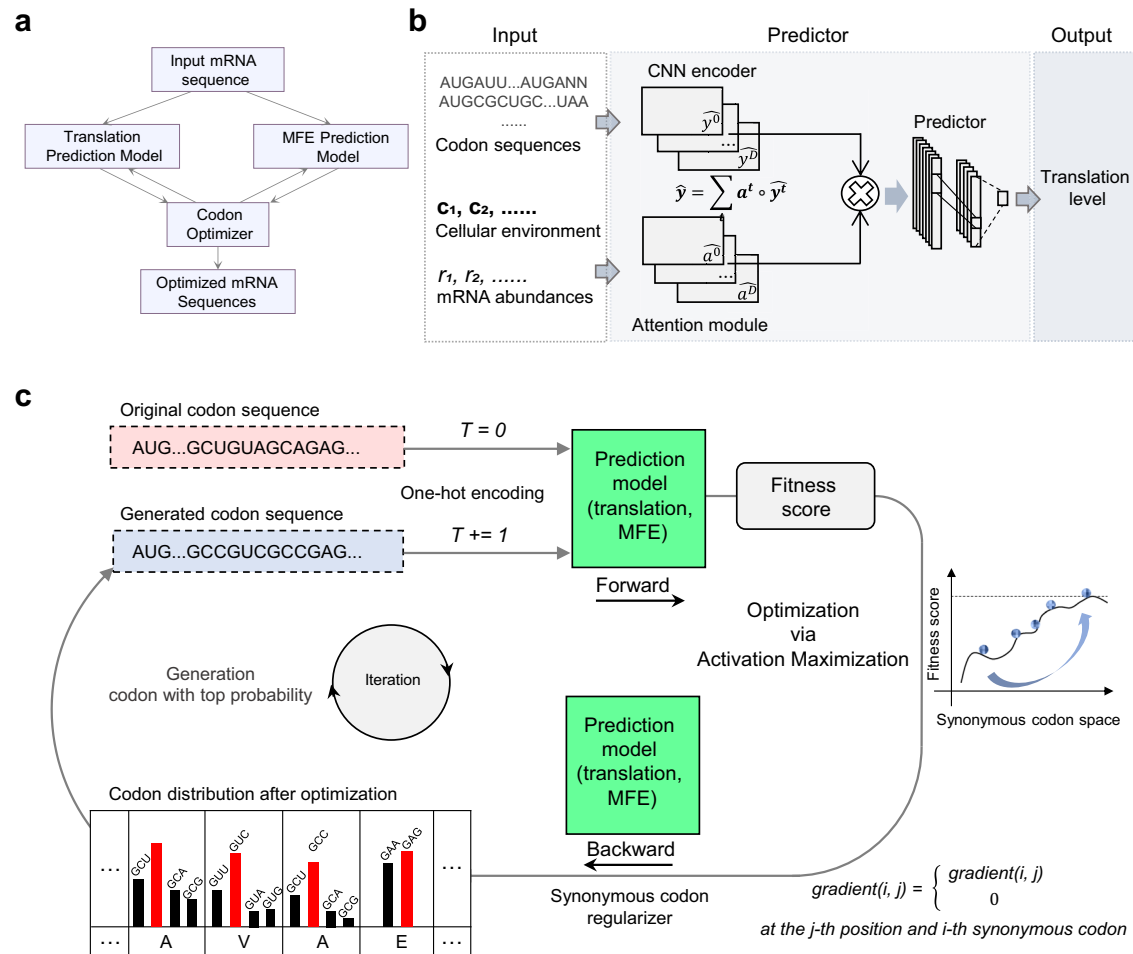 a
Input mRNA
sequence
Translation
Prediction Model
MFE Prediction
Model
Codon
Optimizer
Optimized mRNA
Sequences
b
Input
Predictor
Output
AUGAUU...AUGANN
AUGCGCUGC...UAA
......
Codon sequences
C₁, C₂, ......
Cellular environment
r₁, r₂, ......
mRNA abundances
CNN encoder
ŷ⁰
...
ŷᴰ
ŷ = ∑ aᵗ ∘ ŷᵗ
t
â⁰
....
âᴰ
Attention module
Predictor
Translation
level
c
Original codon sequence
AUG...GCUGUAGCAGAG...
T = 0
One-hot encoding
Generated codon sequence
AUG...GCCGUCGCCGAG...
T += 1
Prediction
model
(translation,
MFE)
Forward
Fitness
score
Optimization
via
Activation Maximization
Fitness score
Synonymous codon space
Generation
codon with top probability
Iteration
Prediction
model
(translation,
MFE)
Backward
Synonymous codon
regularizer
gradient(i, j) = { gradient(i, j)
0
at the j-th position and i-th synonymous codon
Codon distribution after optimization
... GCU GCA GCG GUU GUC GUA GUG GCU GCC GCA GCG GAA GAG ...
... A V A E ...